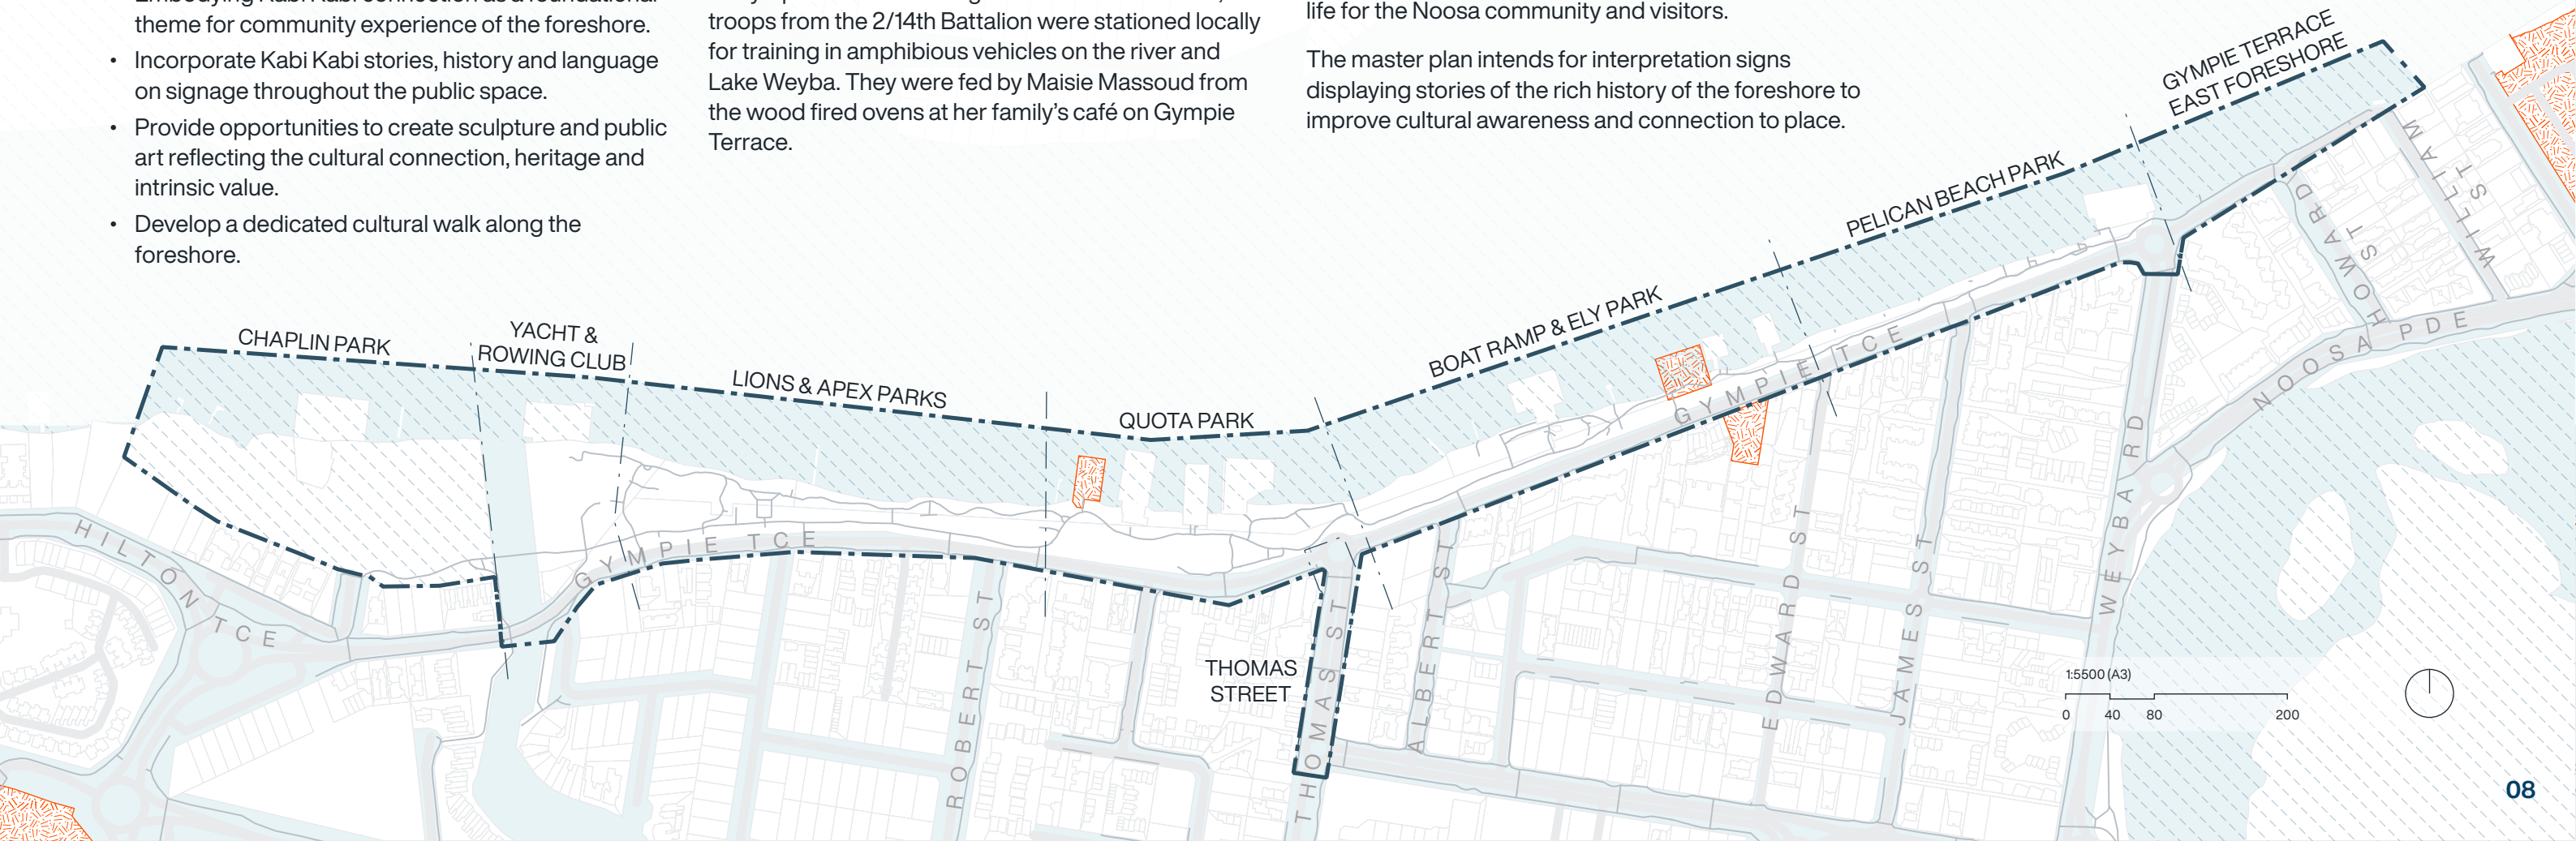 theme for community experience of the foreshore.
• Incorporate Kabi Kabi stories, history and language
on signage throughout the public space.
• Provide opportunities to create sculpture and public
art reflecting the cultural connection, heritage and
intrinsic value.
• Develop a dedicated cultural walk along the
foreshore.
troops from the 2/14th Battalion were stationed locally
for training in amphibious vehicles on the river and
Lake Weyba. They were fed by Maisie Massoud from
the wood fired ovens at her family's café on Gympie
Terrace.
life for the Noosa community and visitors.
The master plan intends for interpretation signs
displaying stories of the rich history of the foreshore to
improve cultural awareness and connection to place.
CHAPLIN PARK
YACHT &
ROWING CLUB
LIONS & APEX PARKS
QUOTA PARK
BOAT RAMP & ELY PARK
PELICAN BEACH PARK
GYMPIE TERRACE
EAST FORESHORE
HILTON TCE
GYMPIE TCE
GYMPIE TCE
ROBERT ST
THOMAS
STREET
THOMAS ST
ALBERT ST
EDWARD ST
JAMES ST
WEYBA RD
HOWARD ST
WILLIAM ST
NOOSA PDE
1:5500 (A3)
0 40 80 200
08